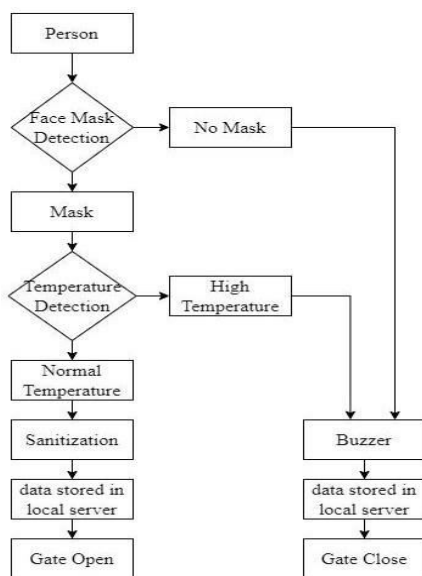 Person
Face Mask
Detection
No Mask
Mask
Temperature
Detection
High
Temperature
Normal
Temperature
Sanitization
Buzzer
data stored in
local server
data stored in
local server
Gate Open
Gate Close